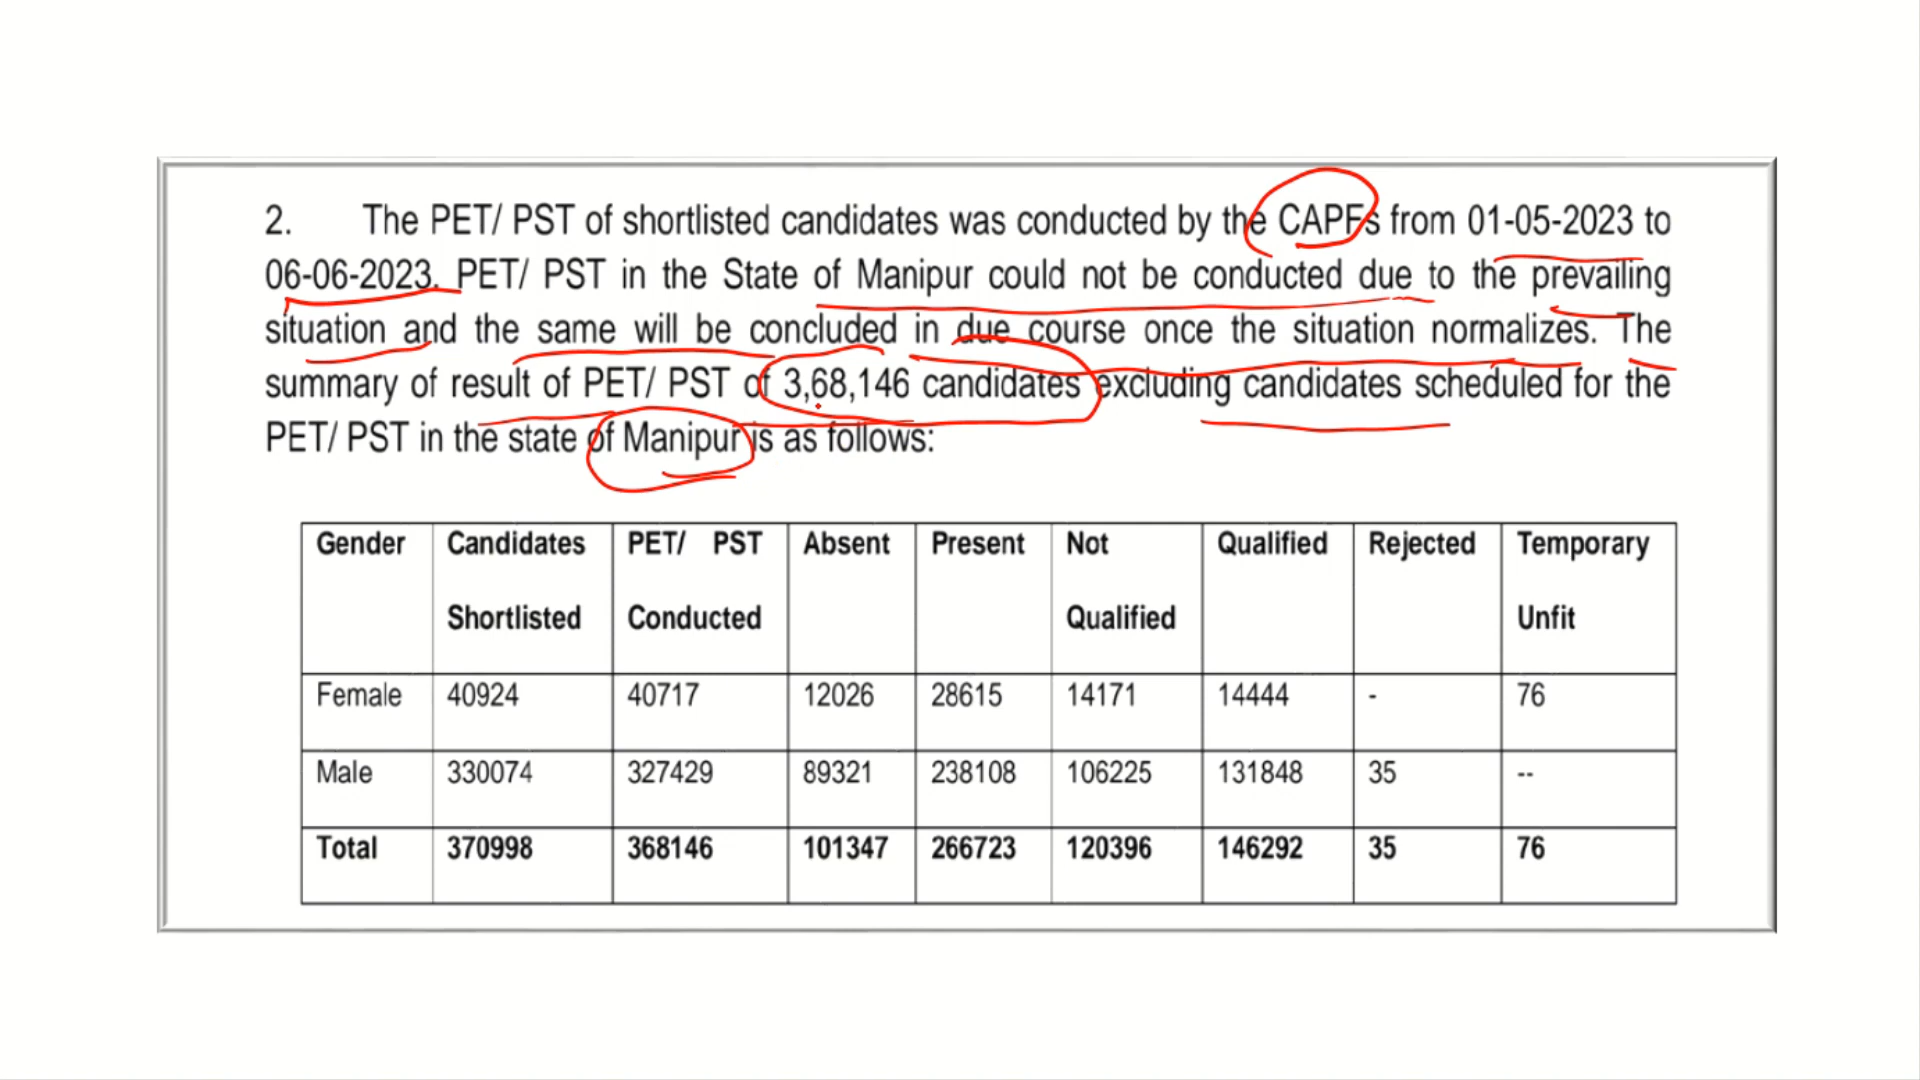 2. The PET/ PST of shortlisted candidates was conducted by the CAPFs from 01-05-2023 to
06-06-2023. PET/ PST in the State of Manipur could not be conducted due to the prevailing
situation and the same will be concluded in due course once the situation normalizes. The
summary of result of PET/ PST of 3,68,146 candidates excluding candidates scheduled for the
PET/ PST in the state of Manipur is as follows:
Gender Candidates Shortlisted PET/ PST Conducted Absent Present Not Qualified Qualified Rejected Temporary Unfit
Female 40924 40717 12026 28615 14171 14444 - 76
Male 330074 327429 89321 238108 106225 131848 35 --
Total 370998 368146 101347 266723 120396 146292 35 76